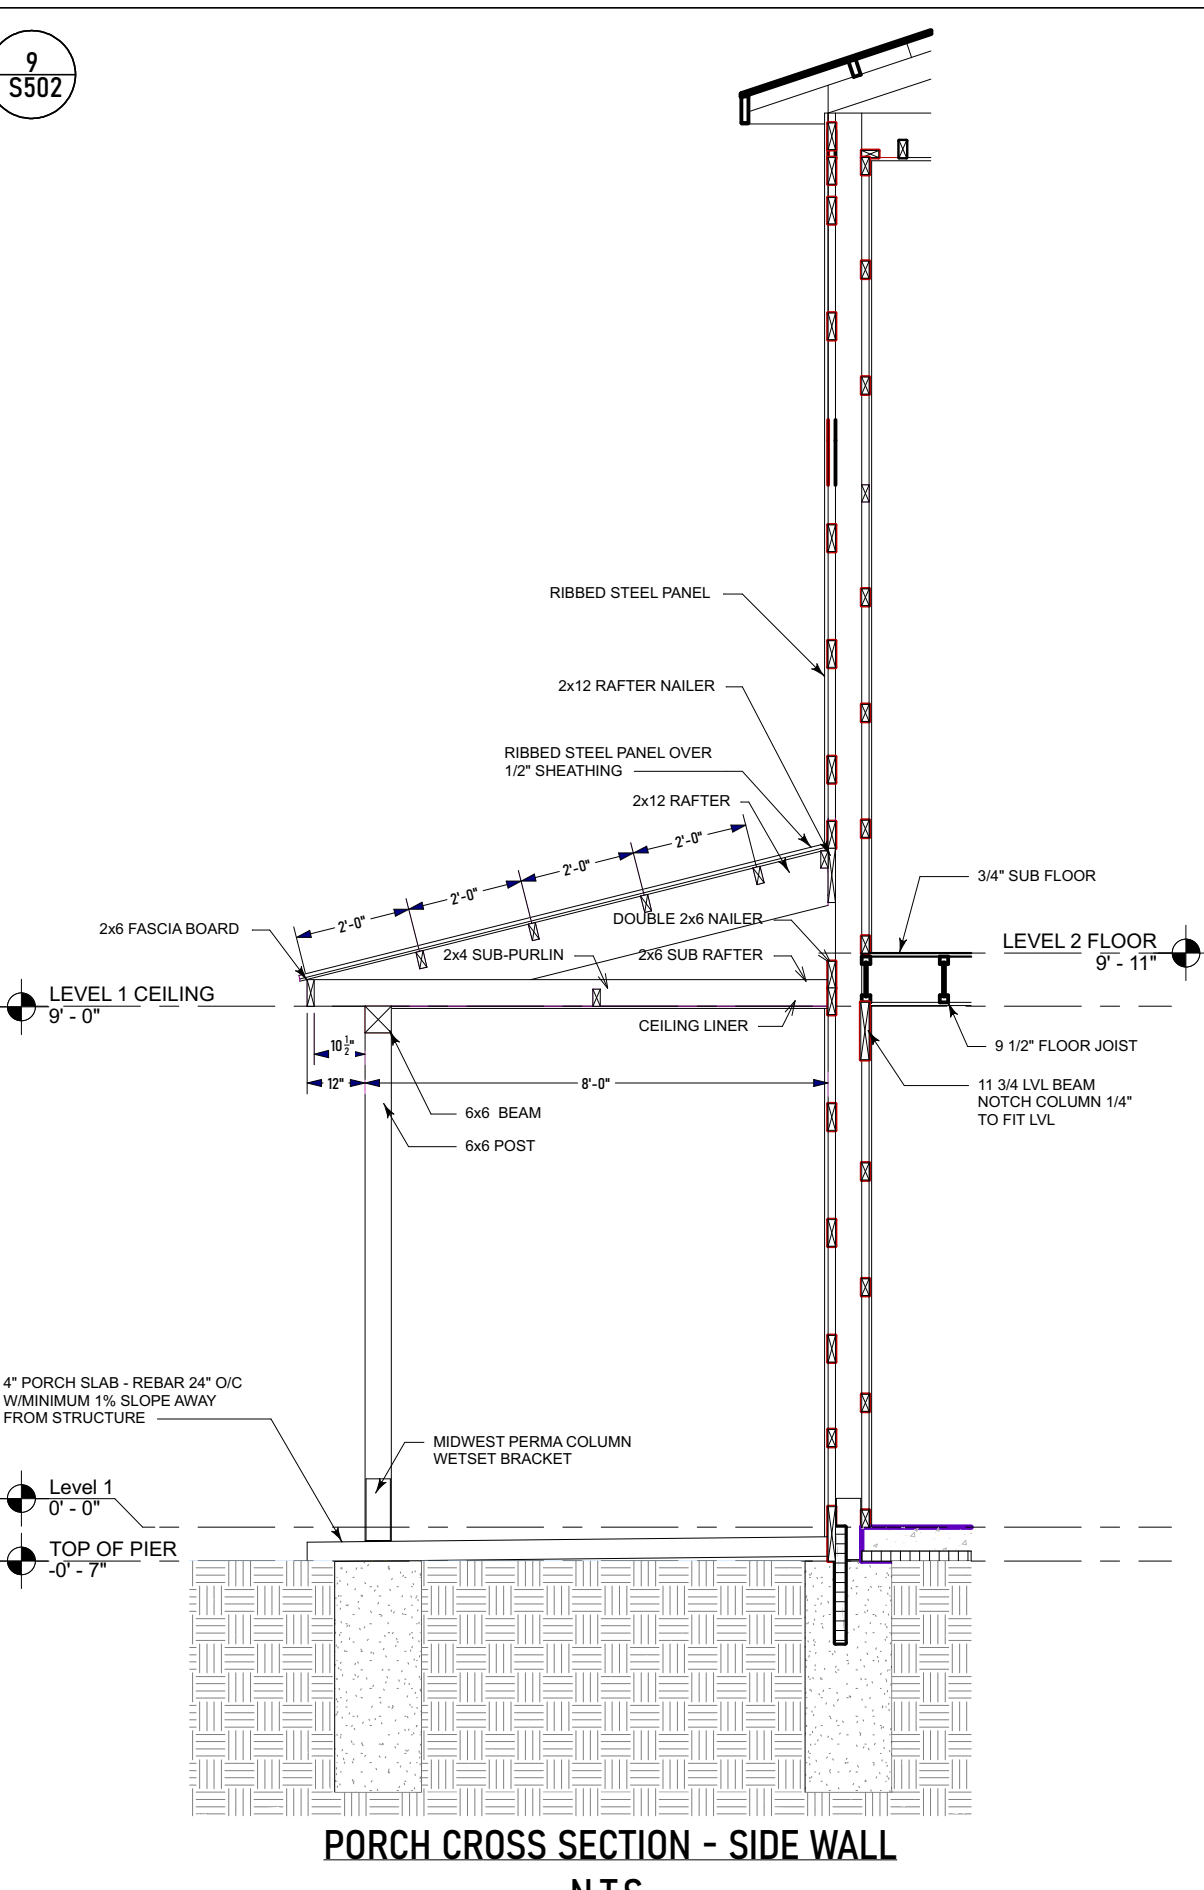 9
S502
RIBBED STEEL PANEL
2x12 RAFTER NAILER
RIBBED STEEL PANEL OVER
1/2" SHEATHING
2x12 RAFTER
2'-0"
2'-0"
2'-0"
2'-0"
3/4" SUB FLOOR
2x6 FASCIA BOARD
DOUBLE 2x6 NAILER
LEVEL 2 FLOOR
9' - 11"
2x4 SUB-PURLIN
2x6 SUB RAFTER
LEVEL 1 CEILING
9' - 0"
CEILING LINER
10 1/2"
9 1/2" FLOOR JOIST
12"
8'-0"
11 3/4 LVL BEAM
NOTCH COLUMN 1/4"
TO FIT LVL
6x6 BEAM
6x6 POST
4" PORCH SLAB - REBAR 24" O/C
W/MINIMUM 1% SLOPE AWAY
FROM STRUCTURE
MIDWEST PERMA COLUMN
WETSET BRACKET
Level 1
0' - 0"
TOP OF PIER
-0' - 7"
PORCH CROSS SECTION - SIDE WALL
N.T.S.